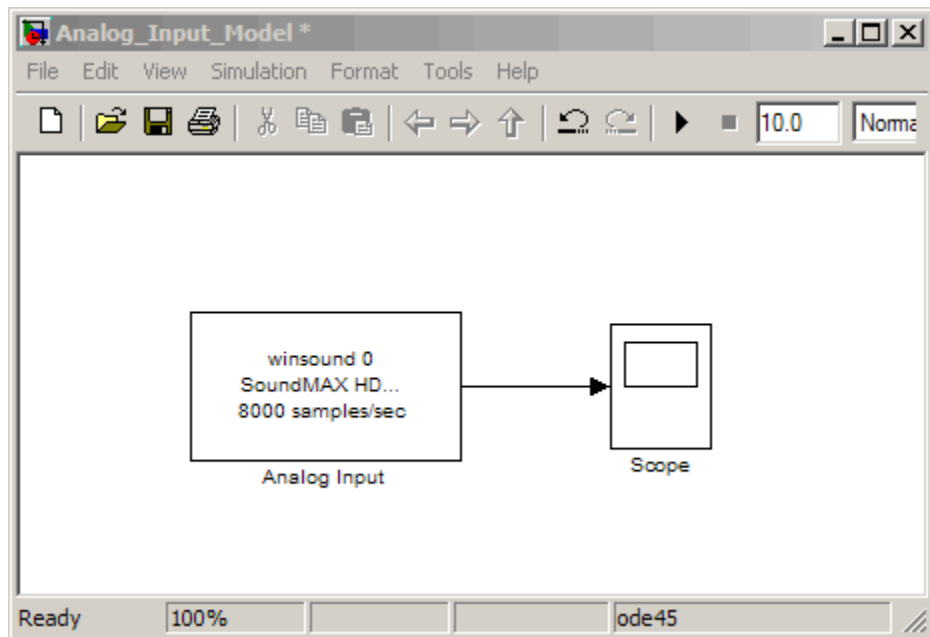 Analog_Input_Model *
File Edit View Simulation Format Tools Help
10.0 Norma
winsound 0
SoundMAX HD...
8000 samples/sec
Analog Input
Scope
Ready 100% ode45